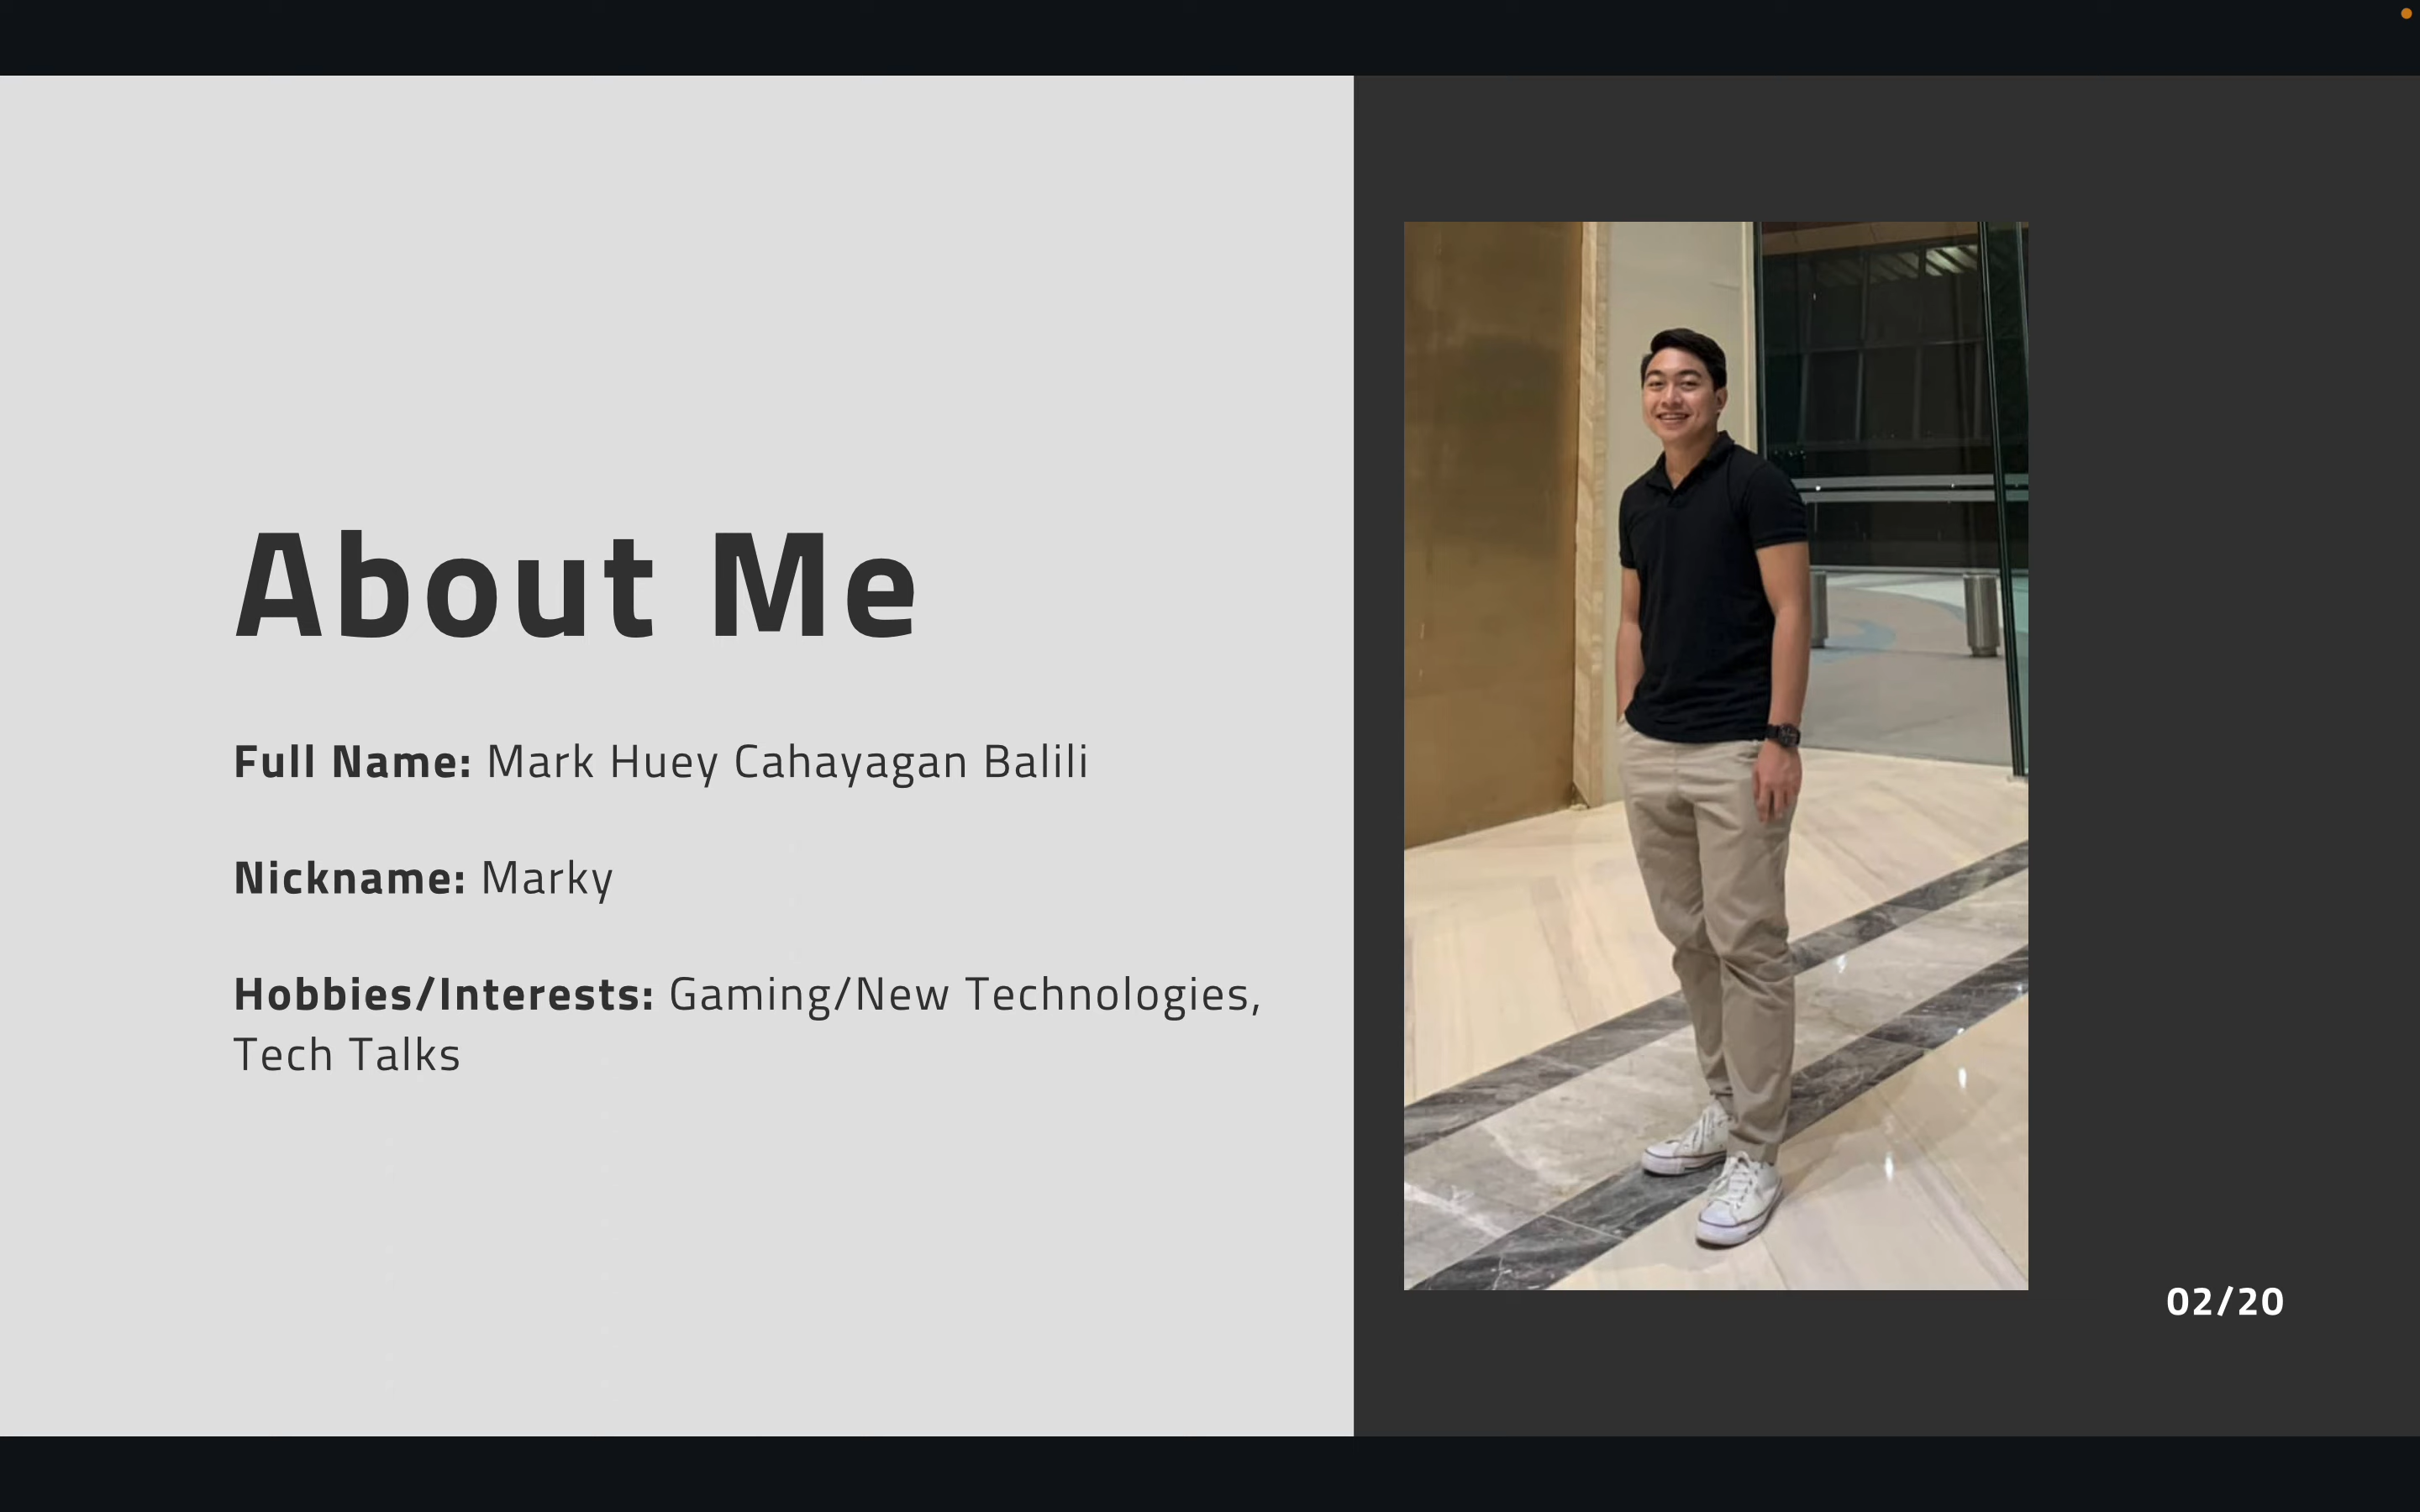 About Me
Full Name: Mark Huey Cahayagan Balili
Nickname: Marky
Hobbies/Interests: Gaming/New Technologies,
Tech Talks
02/20